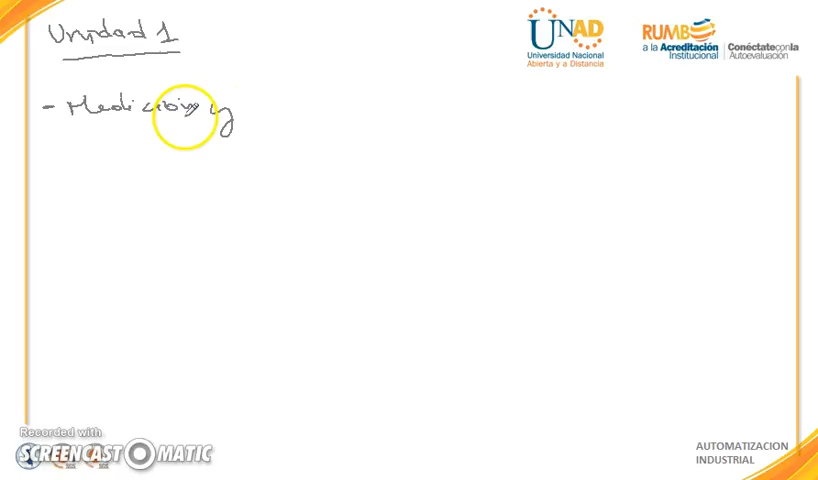 Unidad 1
UNAD
Universidad Nacional
Abierta y a Distancia
RUMBO
a la Acreditación
Institucional
Conéctate con la
Autoevaluación
- Medición y
Recorded with
SCREENCAST MATIC
AUTOMATIZACION
INDUSTRIAL